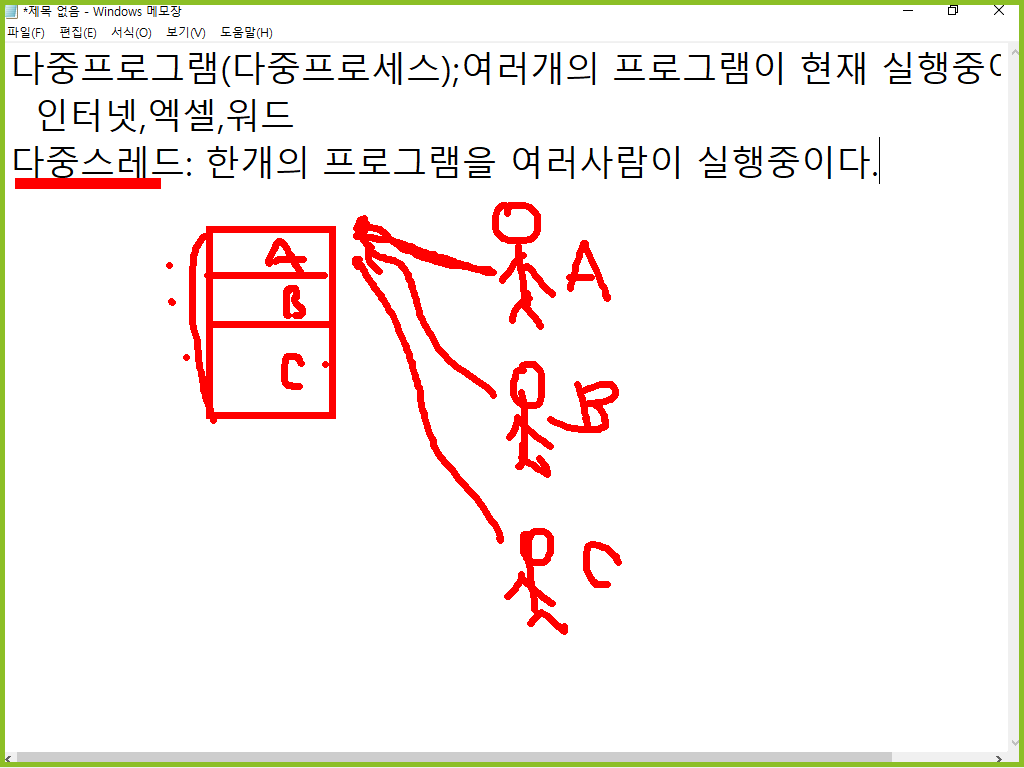 *제목 없음 - Windows 메모장
파일(F) 편집(E) 서식(O) 보기(V) 도움말(H)
다중프로그램(다중프로세스);여러개의 프로그램이 현재 실행중
인터넷,엑셀,워드
다중스레드: 한개의 프로그램을 여러사람이 실행중이다.
A
A
B
C
B
C